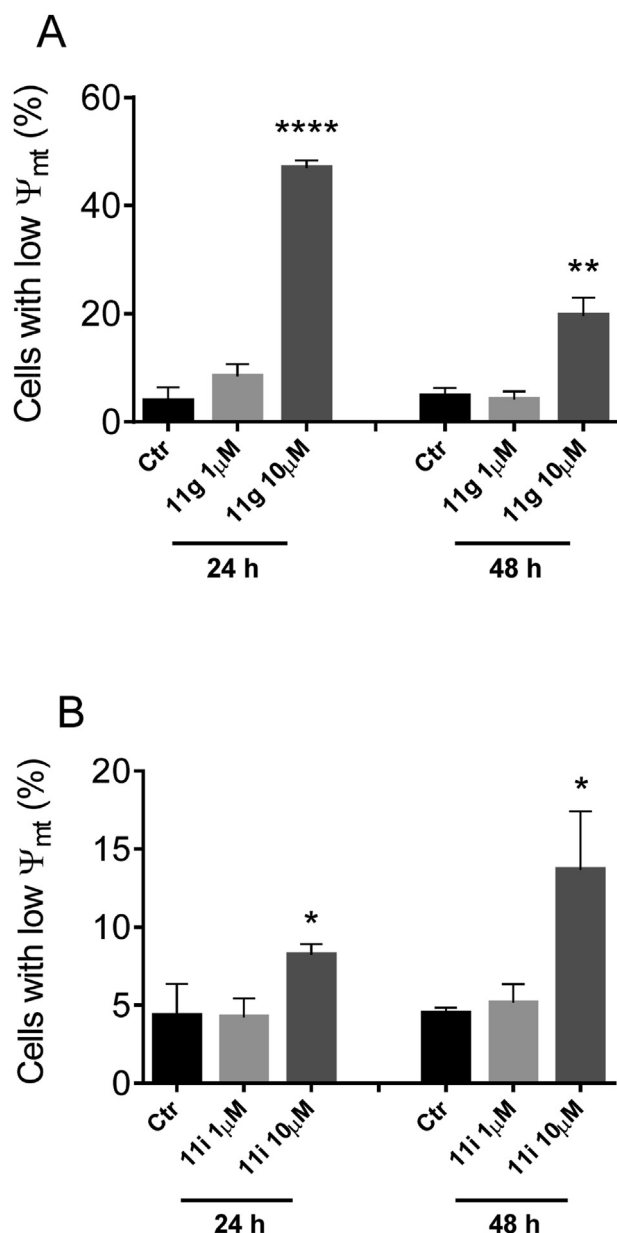 A
Cells with low Ψmt (%)
60
40
20
0
****
**
Ctr
11g 1μM
11g 10μM
Ctr
11g 1μM
11g 10μM
24 h
48 h
B
Cells with low Ψmt (%)
20
15
10
5
0
*
*
Ctr
11i 1μM
11i 10μM
Ctr
11i 1μM
11i 10μM
24 h
48 h